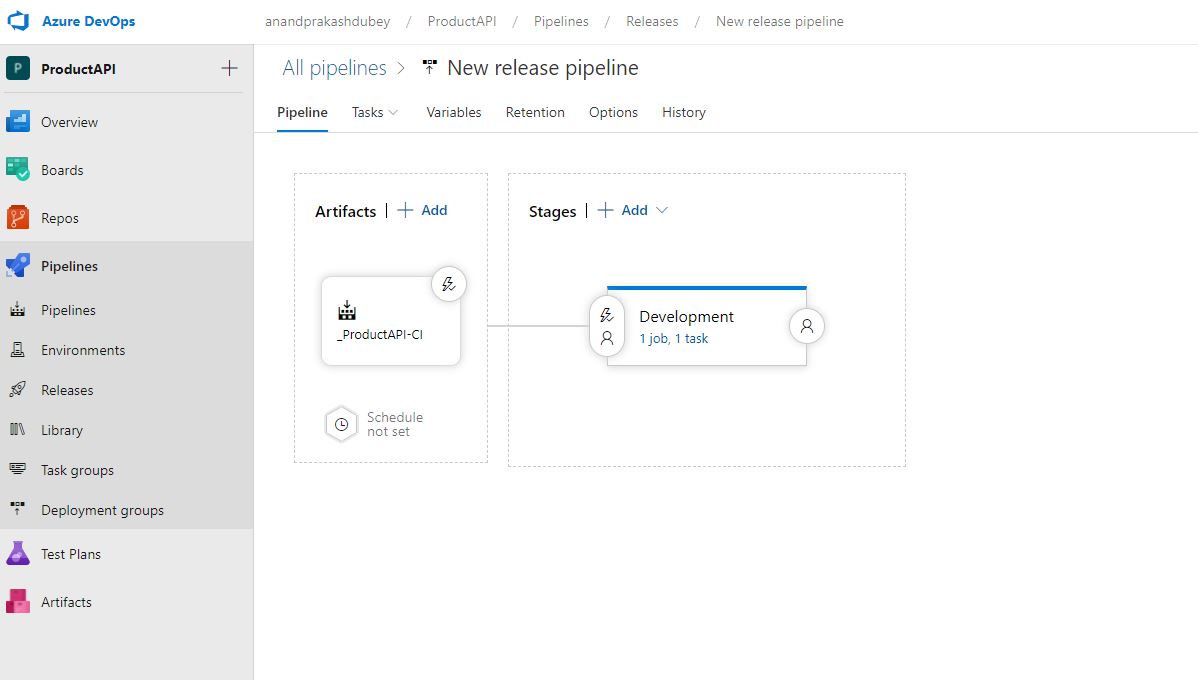 Azure DevOps
anandprakashdubey / ProductAPI / Pipelines / Releases / New release pipeline
P ProductAPI
Overview
Boards
Repos
Pipelines
Pipelines
Environments
Releases
Library
Task groups
Deployment groups
Test Plans
Artifacts
All pipelines > New release pipeline
Pipeline Tasks Variables Retention Options History
Artifacts | + Add
_ProductAPI-CI
Schedule
not set
Stages | + Add
Development
1 job, 1 task